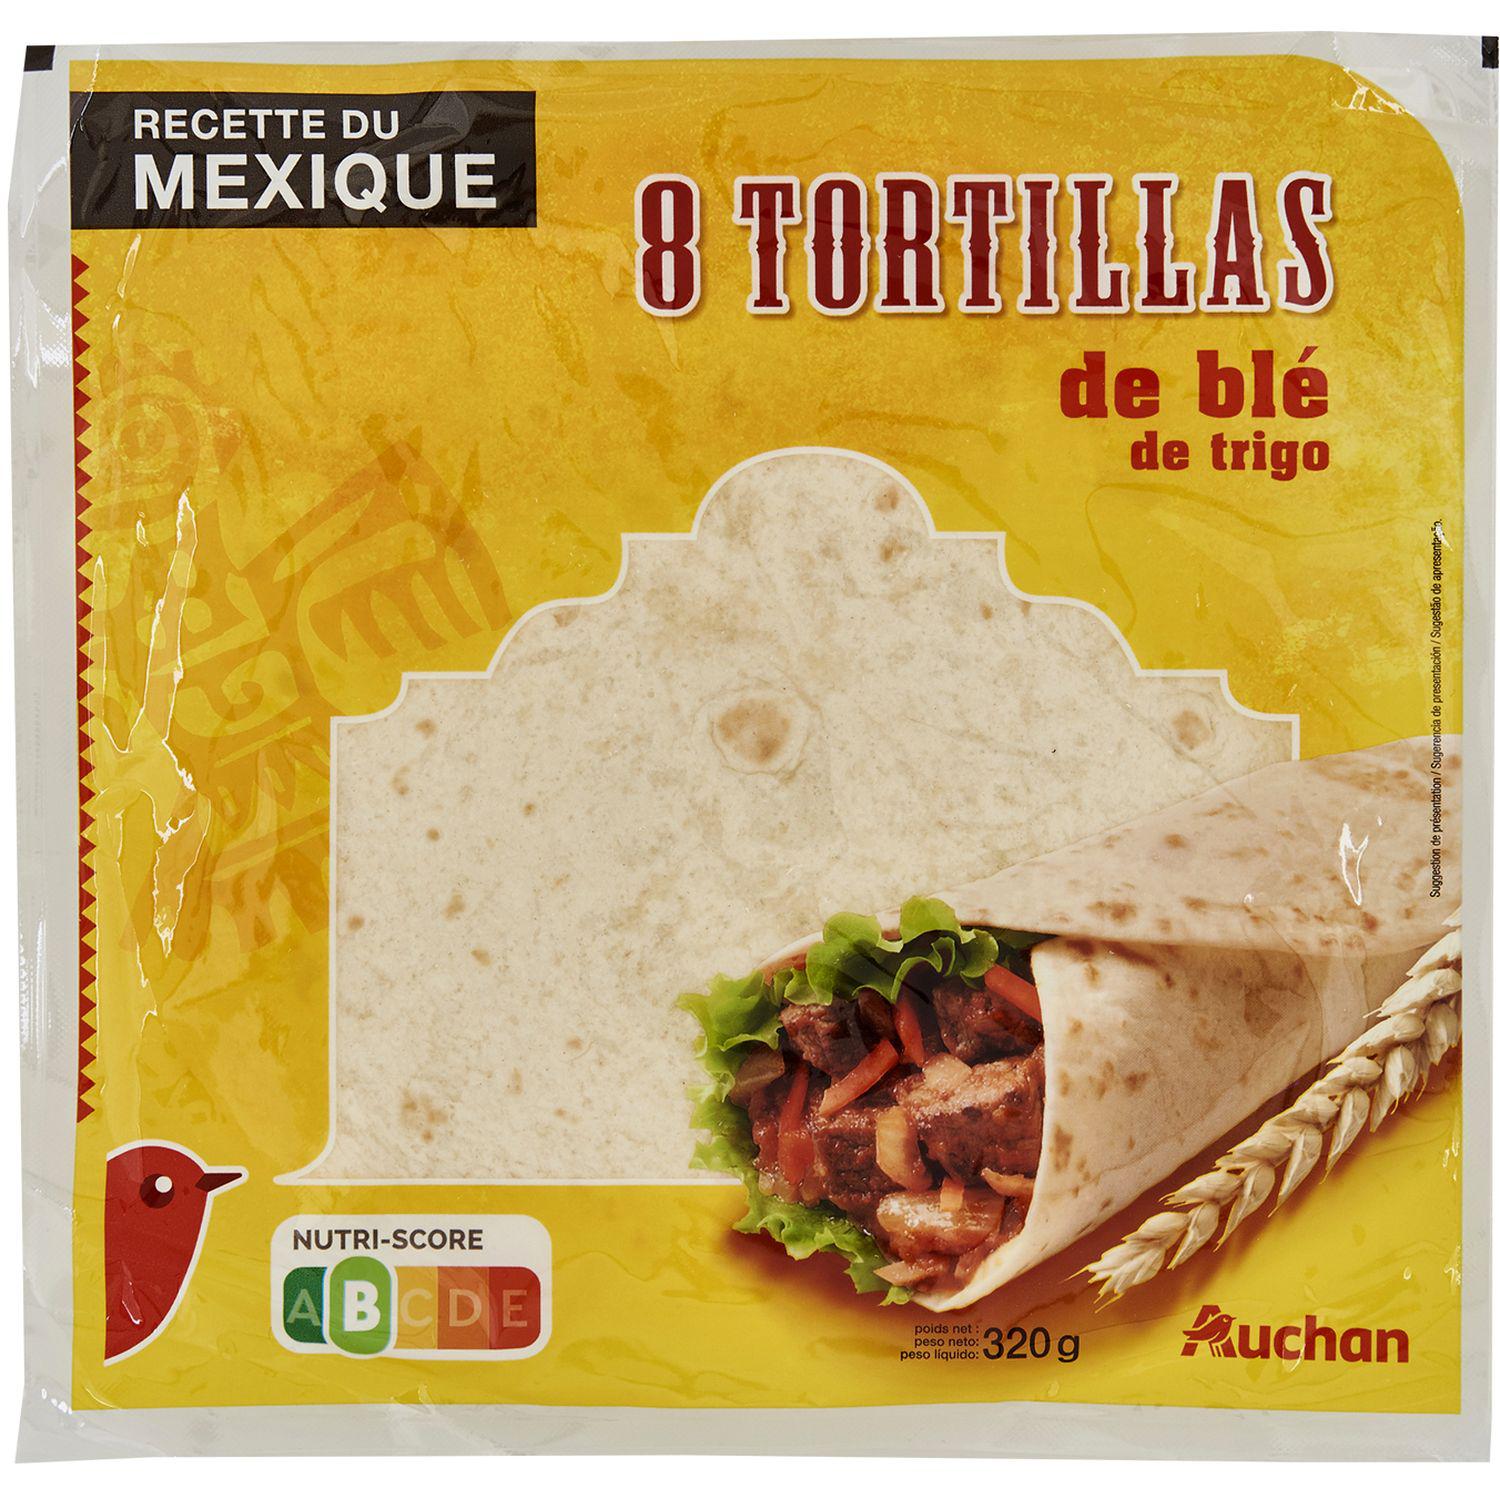 RECETTE DU
MEXIQUE
8 TORTILLAS
de blé
de trigo
Suggestion de présentation / Sugerencia de presentación / Sugestão de apresentação.
NUTRI-SCORE
A B C D E
poids net :
peso neto:
peso líquido:
320 g
Auchan